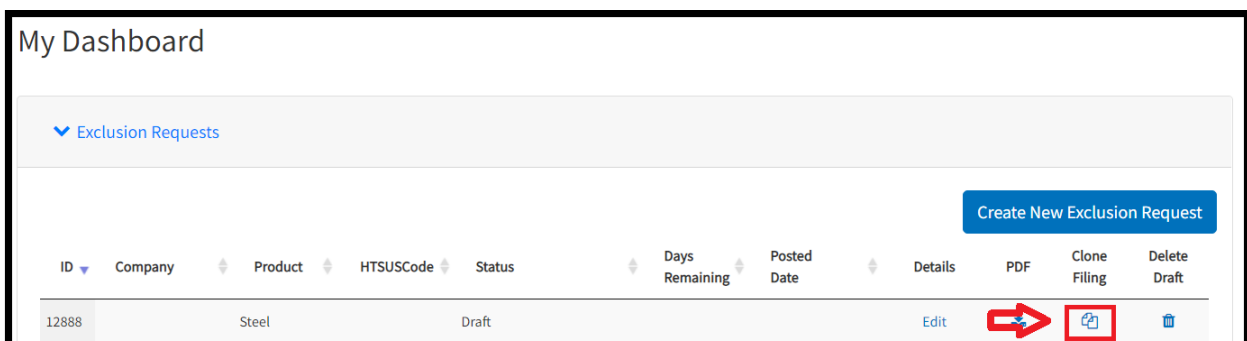 My Dashboard
Exclusion Requests
Create New Exclusion Request
ID Company Product HTSUSCode Status Days Remaining Posted Date Details PDF Clone Filing Delete Draft
12888 Steel Draft Edit